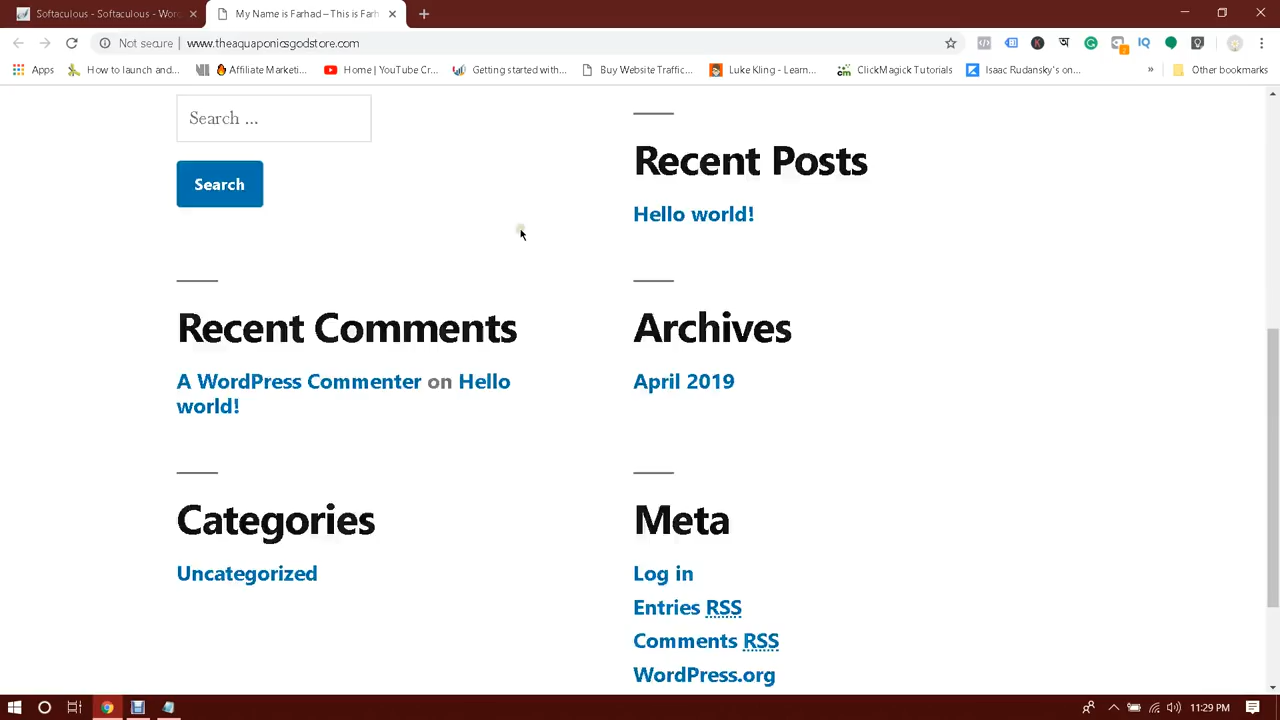 Softaculous - Softaculous - Word
My Name is Farhad – This is Farh
Not secure | www.theaquaponicsgodstore.com
Apps
How to launch and...
Affiliate Marketi...
Home | YouTube Cr...
Getting started with...
Buy Website Traffic...
Luke Kling - Learn...
ClickMagick Tutorials
Isaac Rudansky's on...
»
Other bookmarks
Search ...
Search
Recent Posts
Hello world!
Recent Comments
A WordPress Commenter on Hello
world!
Archives
April 2019
Categories
Uncategorized
Meta
Log in
Entries RSS
Comments RSS
WordPress.org
11:29 PM